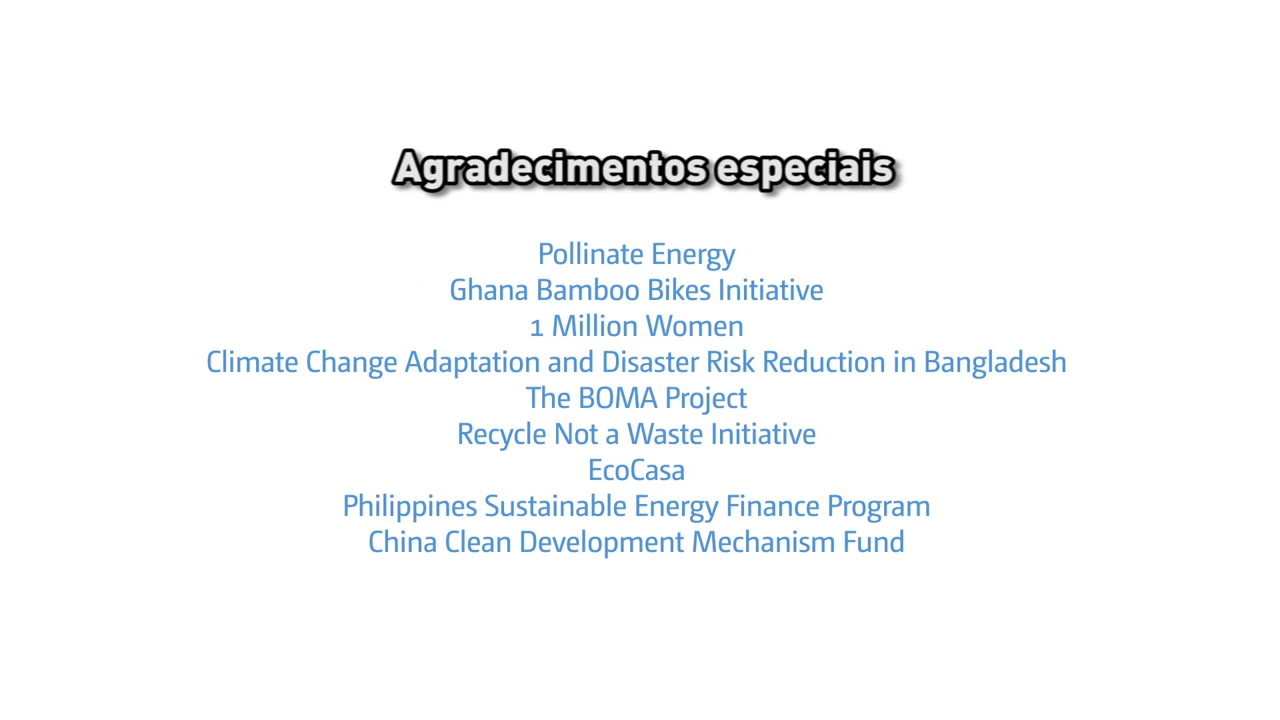 Agradecimentos especiais
Pollinate Energy
Ghana Bamboo Bikes Initiative
1 Million Women
Climate Change Adaptation and Disaster Risk Reduction in Bangladesh
The BOMA Project
Recycle Not a Waste Initiative
EcoCasa
Philippines Sustainable Energy Finance Program
China Clean Development Mechanism Fund